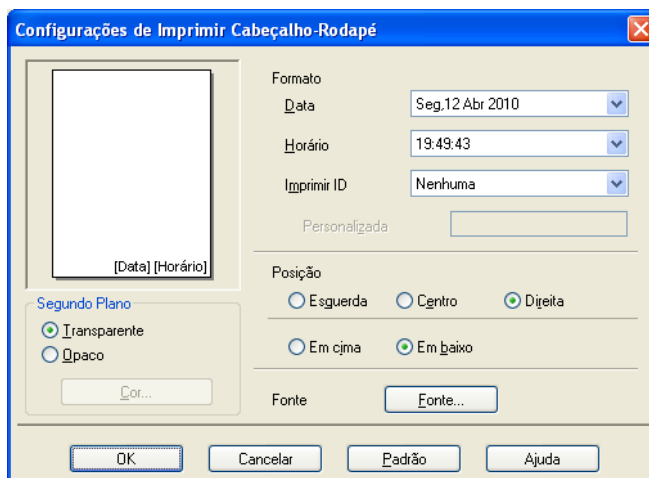 Configurações de Imprimir Cabeçalho-Rodapé
[Data] [Horário]
Segundo Plano
Transparente
Opaco
Cor...
Formato
Data
Seg,12 Abr 2010
Horário
19:49:43
Imprimir ID
Nenhuma
Personalizada
Posição
Esguerda
Centro
Direita
Em cima
Em baixo
Fonte
Fonte...
OK
Cancelar
Padrão
Ajuda